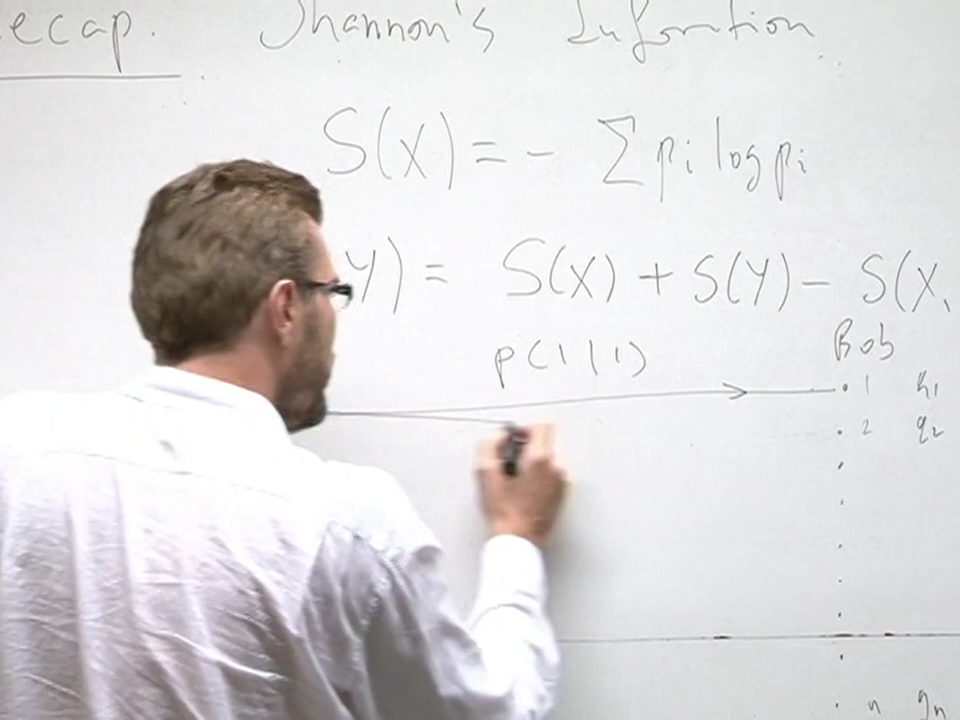 ecap. Shannon's Information
S(X) = - ∑ pi log pi
Y) = S(X) + S(Y) - S(X,
p(1|1)
Bob
1 q1
2 q2
n qn